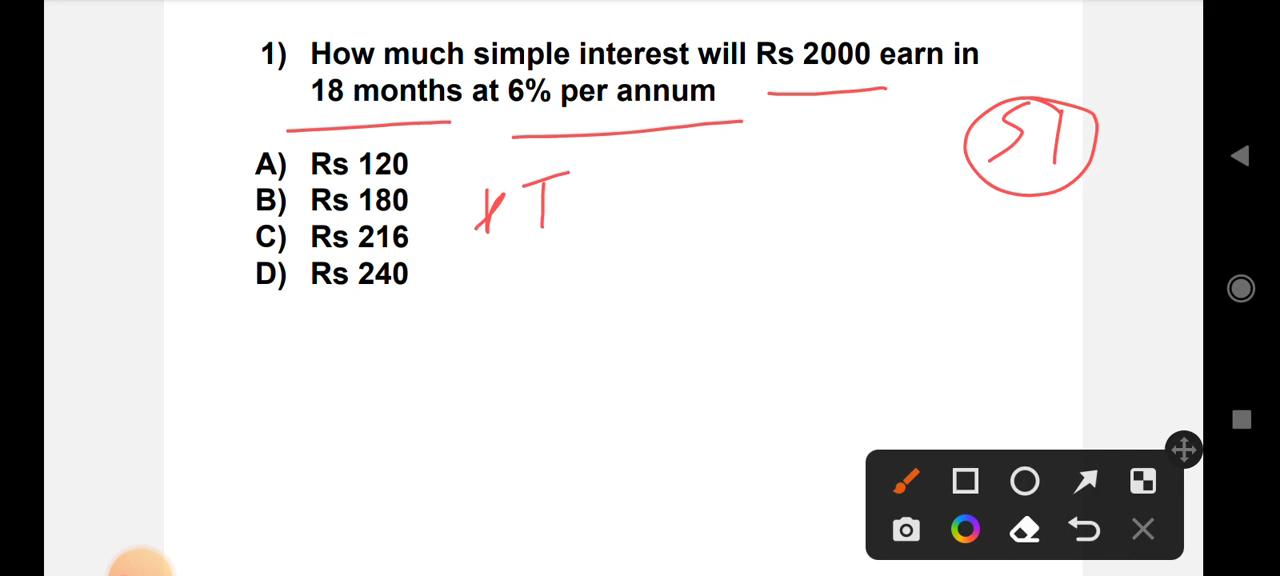 1) How much simple interest will Rs 2000 earn in
18 months at 6% per annum
SI
A) Rs 120
B) Rs 180
T
C) Rs 216
D) Rs 240